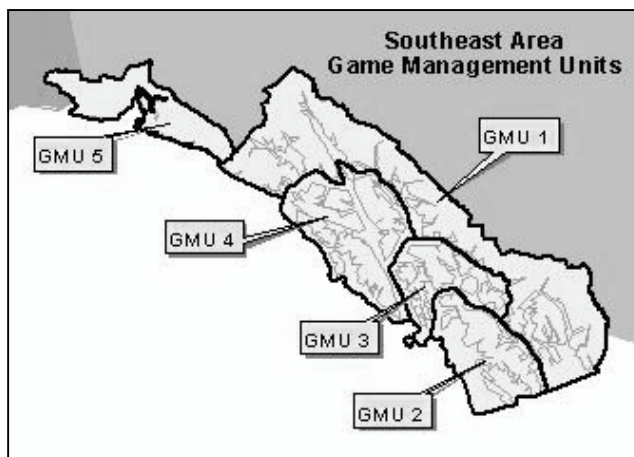 Southeast Area
Game Management Units
GMU 5
GMU 1
GMU 4
GMU 3
GMU 2